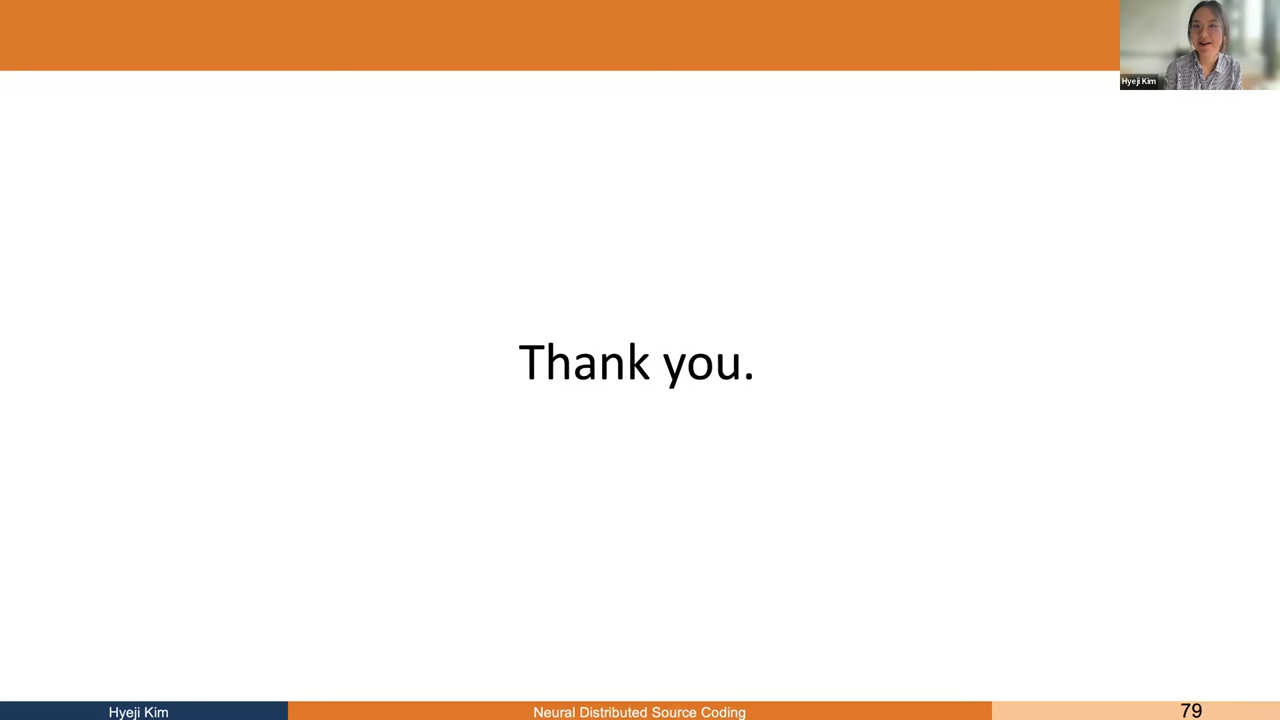 Hyeji Kim
Thank you.
Hyeji Kim
Neural Distributed Source Coding
79